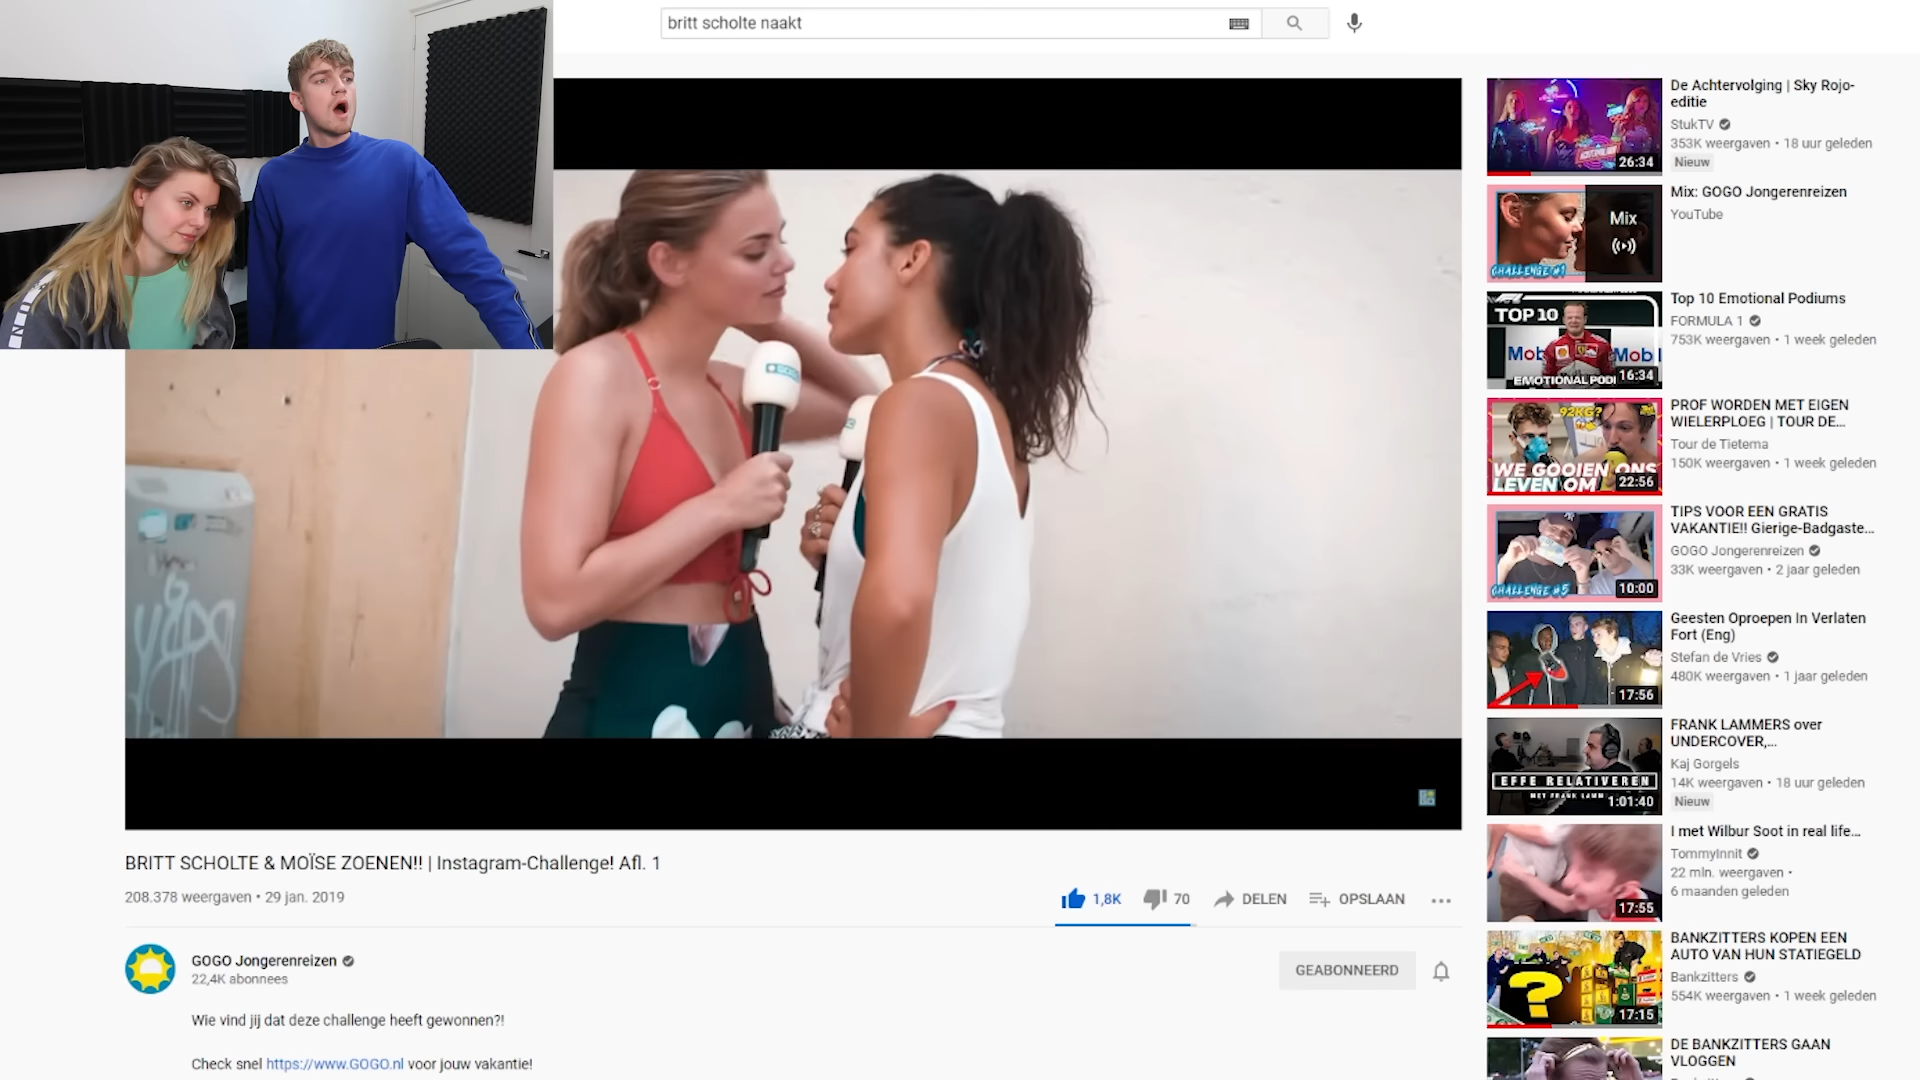 britt scholte naakt
BRITT SCHOLTE & MOÏSE ZOENEN!! | Instagram-Challenge! Afl. 1
208.378 weergaven • 29 jan. 2019
1,8K
70
DELEN
OPSLAAN
GOGO Jongerenreizen
22,4K abonnees
GEABONNEERD
Wie vind jij dat deze challenge heeft gewonnen?!
Check snel https://www.GOGO.nl voor jouw vakantie!
26:34
De Achtervolging | Sky Rojo-
editie
StukTV
353K weergaven • 18 uur geleden
Nieuw
Mix
CHALLENGE #1
Mix: GOGO Jongerenreizen
YouTube
TOP 10
EMOTIONAL PODI
16:34
Top 10 Emotional Podiums
FORMULA 1
753K weergaven • 1 week geleden
92KG?
WE GOOIEN ONS
LEVEN OM
22:56
PROF WORDEN MET EIGEN
WIELERPLOEG | TOUR DE...
Tour de Tietema
150K weergaven • 1 week geleden
CHALLENGE #5
10:00
TIPS VOOR EEN GRATIS
VAKANTIE!! Gierige-Badgaste...
GOGO Jongerenreizen
33K weergaven • 2 jaar geleden
17:56
Geesten Oproepen In Verlaten
Fort (Eng)
Stefan de Vries
480K weergaven • 1 jaar geleden
EFFE RELATIVEREN
1:01:40
FRANK LAMMERS over
UNDERCOVER,...
Kaj Gorgels
14K weergaven • 18 uur geleden
Nieuw
17:55
I met Wilbur Soot in real life...
TommyInnit
22 mln. weergaven •
6 maanden geleden
?
17:15
BANKZITTERS KOPEN EEN
AUTO VAN HUN STATIEGELD
Bankzitters
554K weergaven • 1 week geleden
DE BANKZITTERS GAAN
VLOGGEN